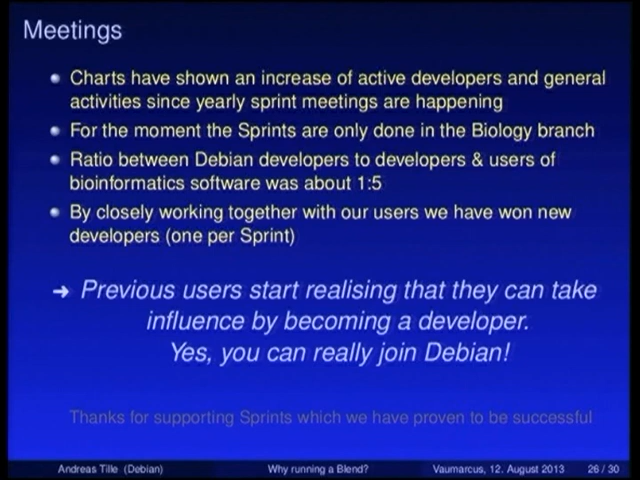 Meetings
Charts have shown an increase of active developers and general
activities since yearly sprint meetings are happening
For the moment the Sprints are only done in the Biology branch
Ratio between Debian developers to developers & users of
bioinformatics software was about 1:5
By closely working together with our users we have won new
developers (one per Sprint)
➜ Previous users start realising that they can take
influence by becoming a developer.
Yes, you can really join Debian!
Thanks for supporting Sprints which we have proven to be successful
Andreas Tille (Debian) Why running a Blend? Vaumarcus, 12. August 2013 26 / 30